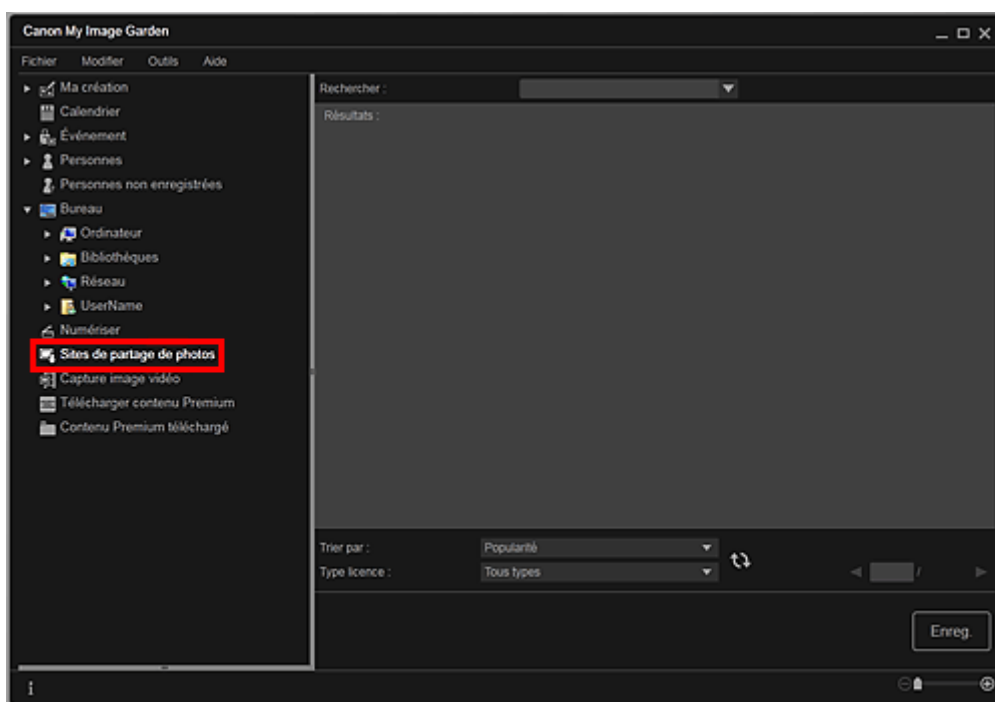 Canon My Image Garden
Fichier Modifier Outils Aide
Ma création
Calendrier
Événement
Personnes
Personnes non enregistrées
Bureau
Ordinateur
Bibliothéques
Réseau
UserName
Numériser
Sites de partage de photos
Capture image vidéo
Télécharger contenu Premium
Contenu Premium téléchargé
Rechercher :
Résultats :
Trier par : Popularité
Type licence : Tous types
/
Enreg.